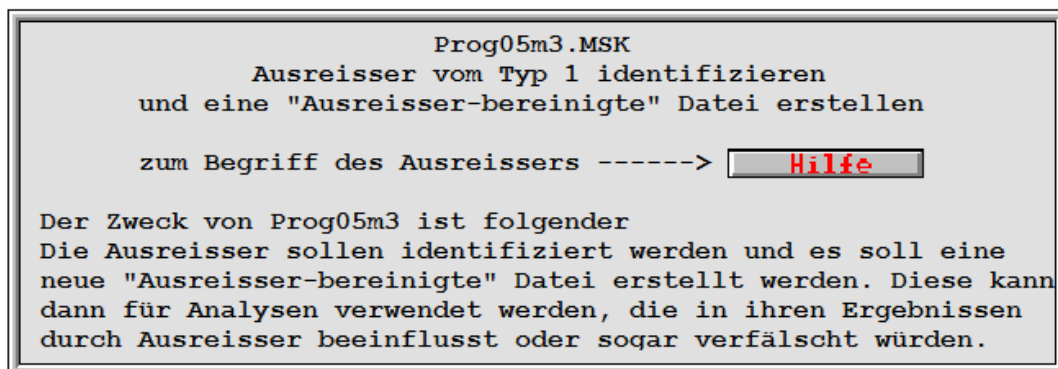 Prog05m3.MSK
Ausreisser vom Typ 1 identifizieren
und eine "Ausreisser-bereinigte" Datei erstellen
zum Begriff des Ausreissers ------> Hilfe
Der Zweck von Prog05m3 ist folgender
Die Ausreisser sollen identifiziert werden und es soll eine
neue "Ausreisser-bereinigte" Datei erstellt werden. Diese kann
dann für Analysen verwendet werden, die in ihren Ergebnissen
durch Ausreisser beeinflusst oder sogar verfälscht würden.